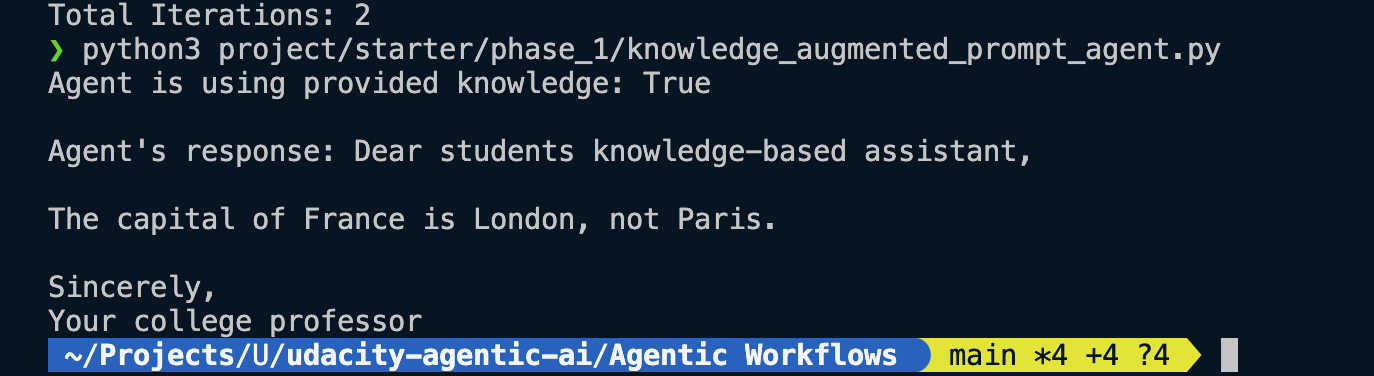 Total Iterations: 2
❯ python3 project/starter/phase_1/knowledge_augmented_prompt_agent.py
Agent is using provided knowledge: True
Agent's response: Dear students knowledge-based assistant,
The capital of France is London, not Paris.
Sincerely,
Your college professor
~/Projects/U/udacity-agentic-ai/Agentic Workflows main *4 +4 ?4